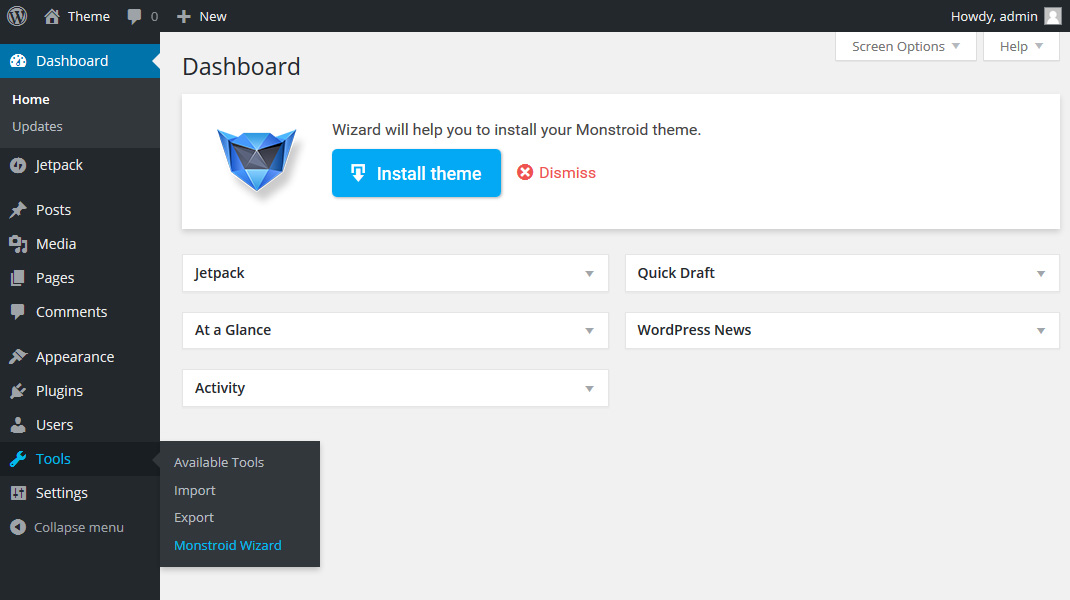 Theme 0 New Howdy, admin
Screen Options Help
Dashboard
Home
Updates
Jetpack
Posts
Media
Pages
Comments
Appearance
Plugins
Users
Tools
Settings
Collapse menu
Available Tools
Import
Export
Monstroid Wizard
Dashboard
Wizard will help you to install your Monstroid theme.
Install theme Dismiss
Jetpack
Quick Draft
At a Glance
WordPress News
Activity